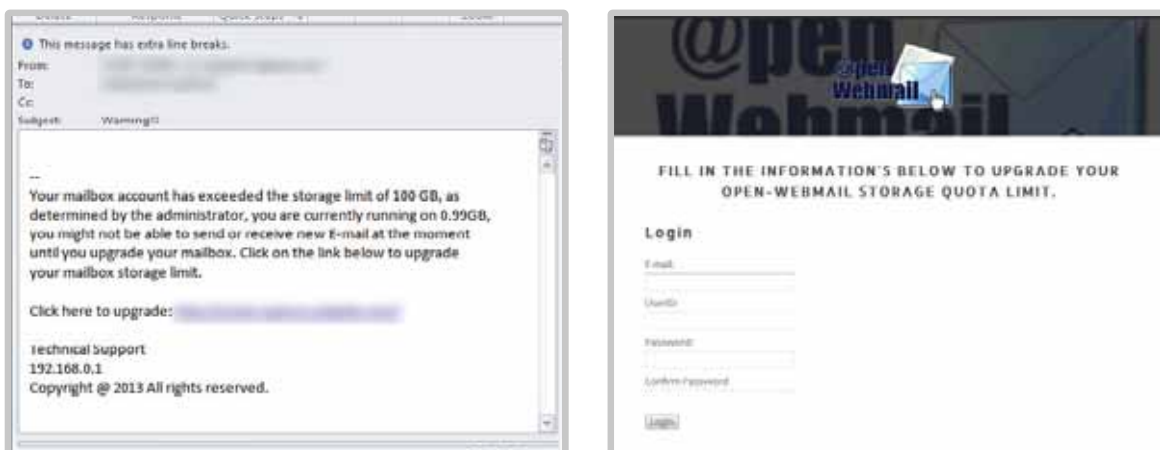 This message has extra line breaks.
From:
To:
Cc:
Subject: Warning!!
--
Your mailbox account has exceeded the storage limit of 100 GB, as
determined by the administrator, you are currently running on 0.99GB,
you might not be able to send or receive new E-mail at the moment
until you upgrade your mailbox. Click on the link below to upgrade
your mailbox storage limit.
Click here to upgrade:
Technical Support
192.168.0.1
Copyright @ 2013 All rights reserved.
@pen
Webmail
@pen
Webmail
FILL IN THE INFORMATION'S BELOW TO UPGRADE YOUR
OPEN-WEBMAIL STORAGE QUOTA LIMIT.
Login
E-mail:
UserID:
Password:
Confirm Password
Login